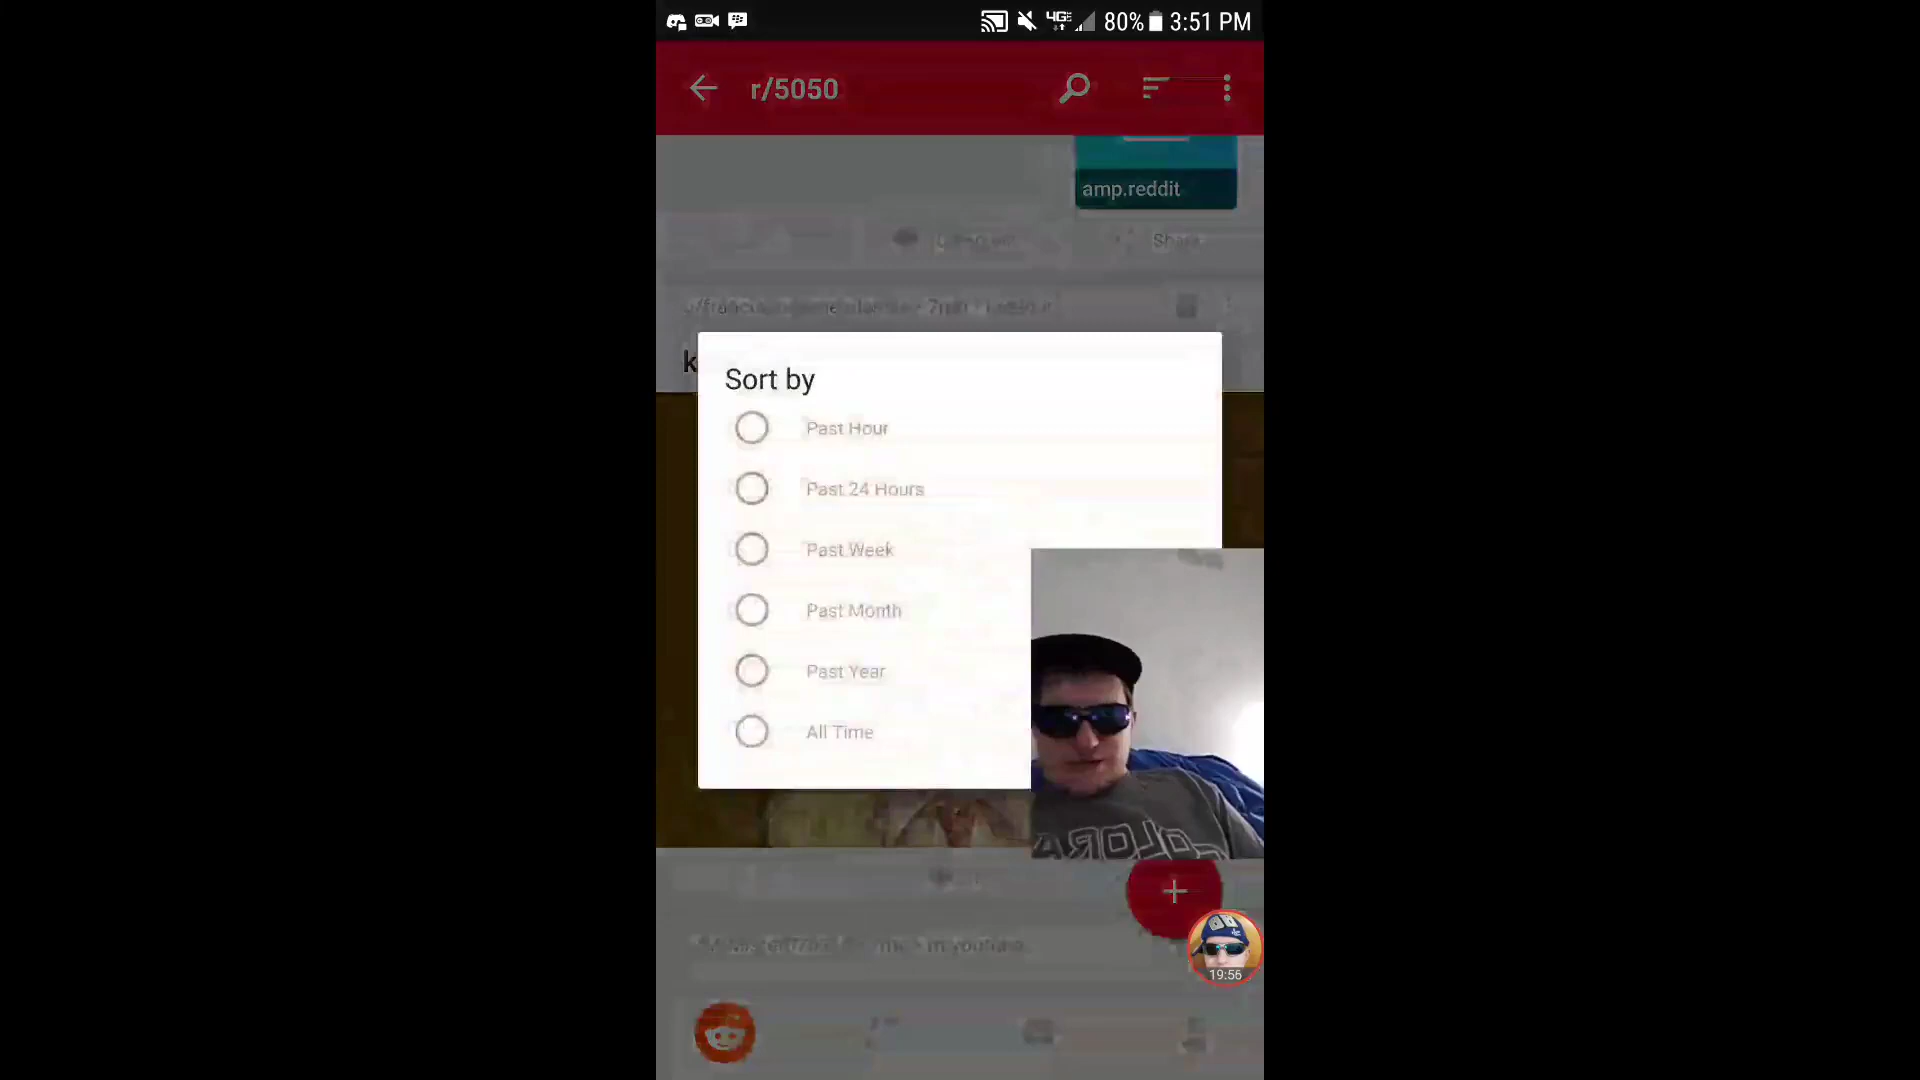 80% 3:51 PM
r/5050
amp.reddit
Share
k
Sort by
Past Hour
Past 24 Hours
Past Week
Past Month
Past Year
All Time
19:56